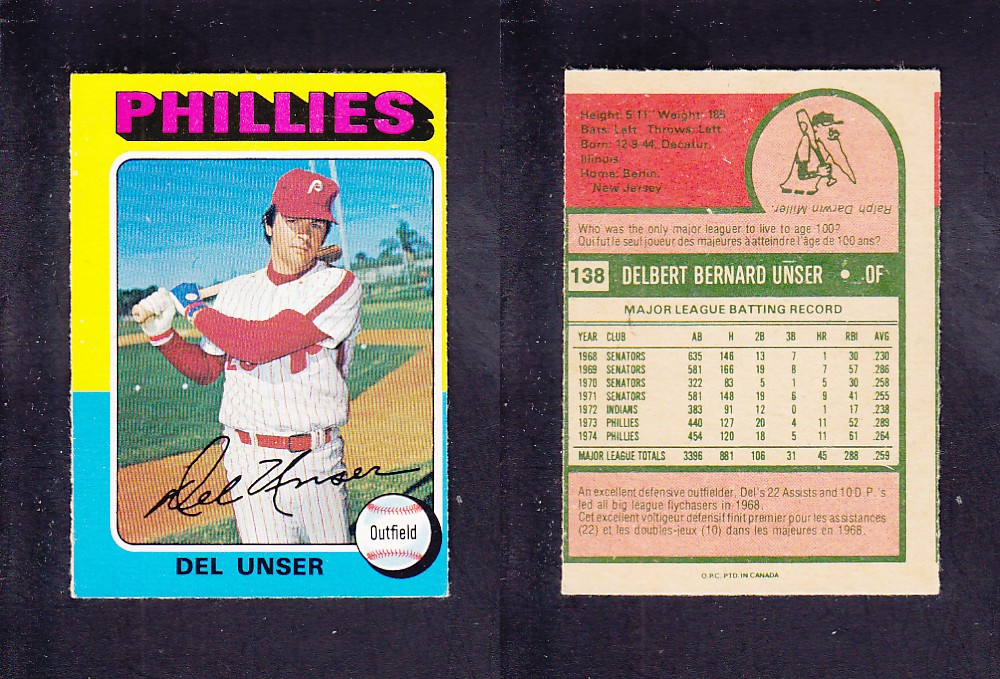 PHILLIES
P
Del Unser
Outfield
DEL UNSER
Height: 5-11 Weight: 185
Bats: Left Throws: Left
Born: 12-9-44, Decatur,
Illinois
Home: Berlin,
New Jersey
Ralph Darwin Miller.
Who was the only major leaguer to live to age 100?
Qui fut le seul joueur des majeures à atteindre l'âge de 100 ans?
138 DELBERT BERNARD UNSER • OF
MAJOR LEAGUE BATTING RECORD
YEAR CLUB AB H 2B 3B HR RBI AVG
1968 SENATORS 635 146 13 7 1 30 .230
1969 SENATORS 581 166 19 8 7 57 .286
1970 SENATORS 322 83 5 1 5 30 .258
1971 SENATORS 581 148 19 6 9 41 .255
1972 INDIANS 383 91 12 0 1 17 .238
1973 PHILLIES 440 127 20 4 11 52 .289
1974 PHILLIES 454 120 18 5 11 61 .264
MAJOR LEAGUE TOTALS 3396 881 106 31 45 288 .259
An excellent defensive outfielder, Del's 22 Assists and 10 D.P.'s
led all big league flychasers in 1968.
Cet excellent voltigeur defensif finit premier pour les assistances
(22) et les doubles-jeux (10) dans les majeures en 1968.
O.P.C. PTD. IN CANADA